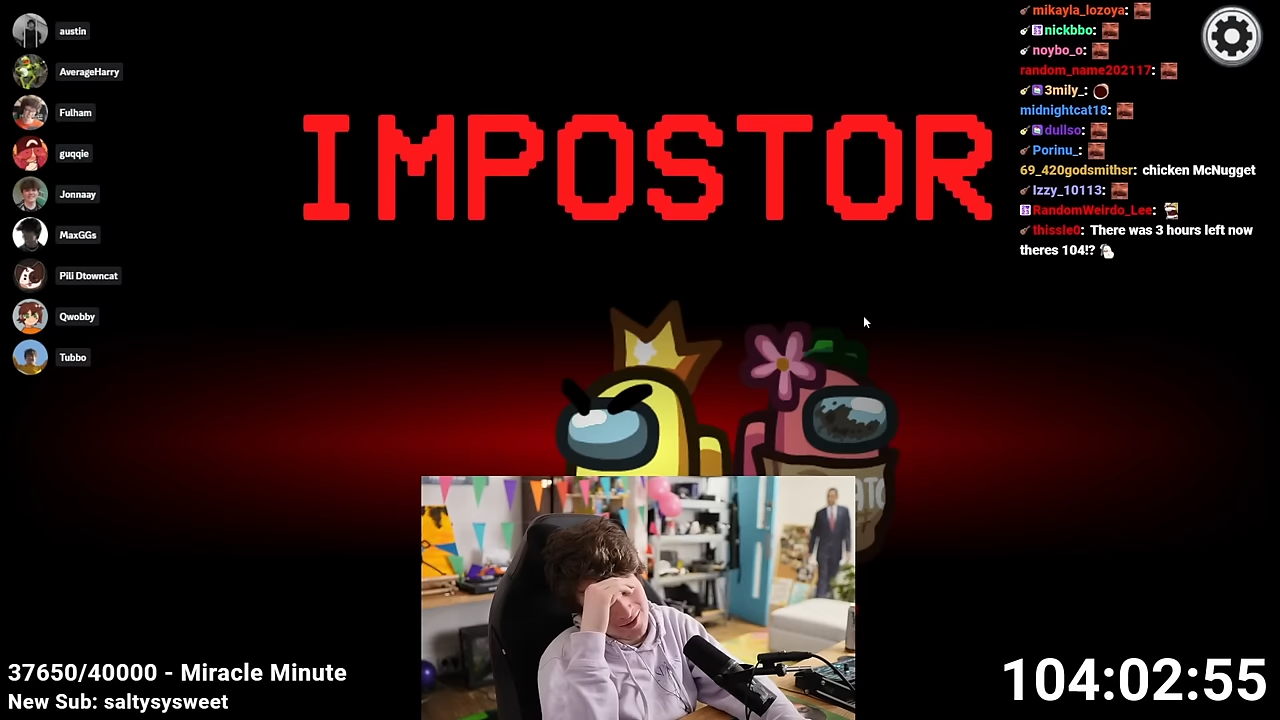 austin
AverageHarry
Fulham
guqqie
Jonnaay
MaxGGs
Pili Dtowncat
Qwobby
Tubbo
IMPOSTOR
mikayla_lozoya:
nickbbo:
noybo_o:
random_name202117:
3mily_:
midnightcat18:
dullso:
Porinu_:
69_420godsmithsr: chicken McNugget
Izzy_10113:
RandomWeirdo_Lee:
thissle0: There was 3 hours left now
theres 104!?
37650/40000 - Miracle Minute
New Sub: saltysysweet
104:02:55